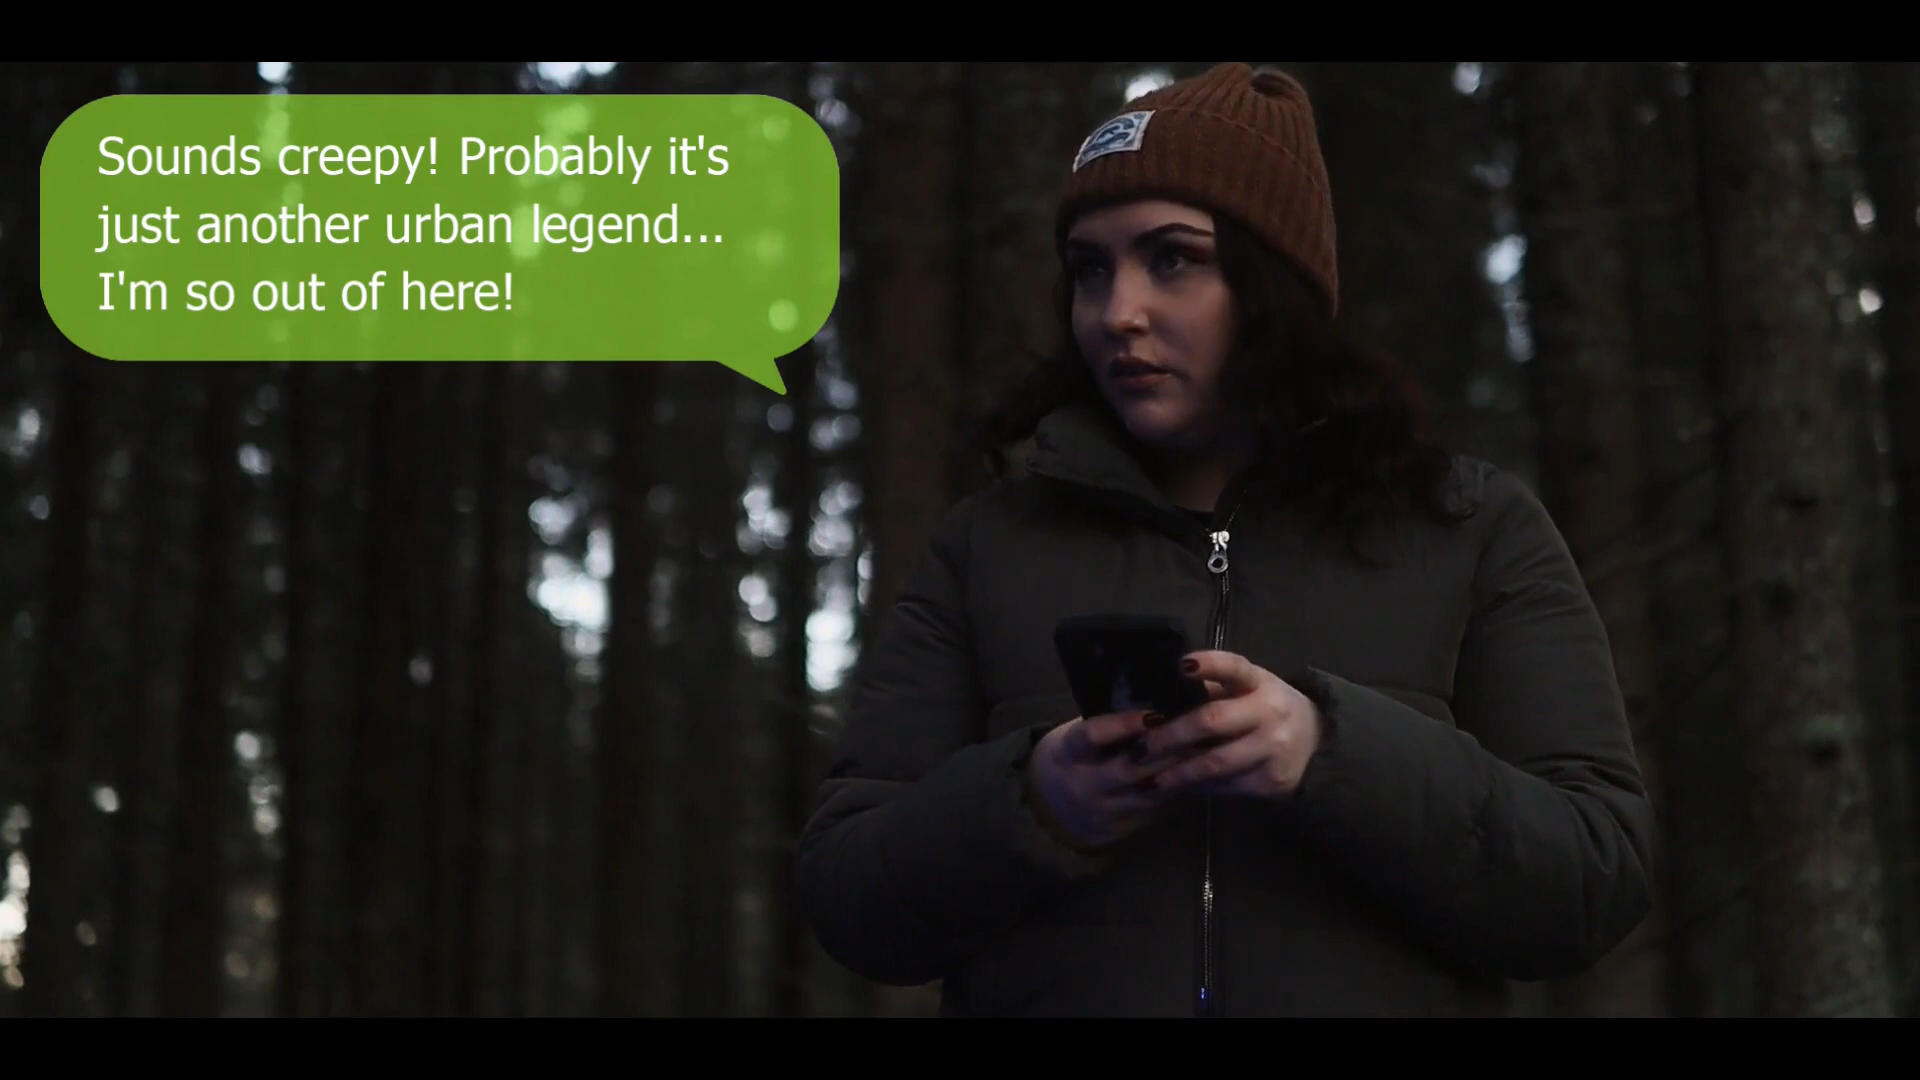 Sounds creepy! Probably it's
just another urban legend...
I'm so out of here!